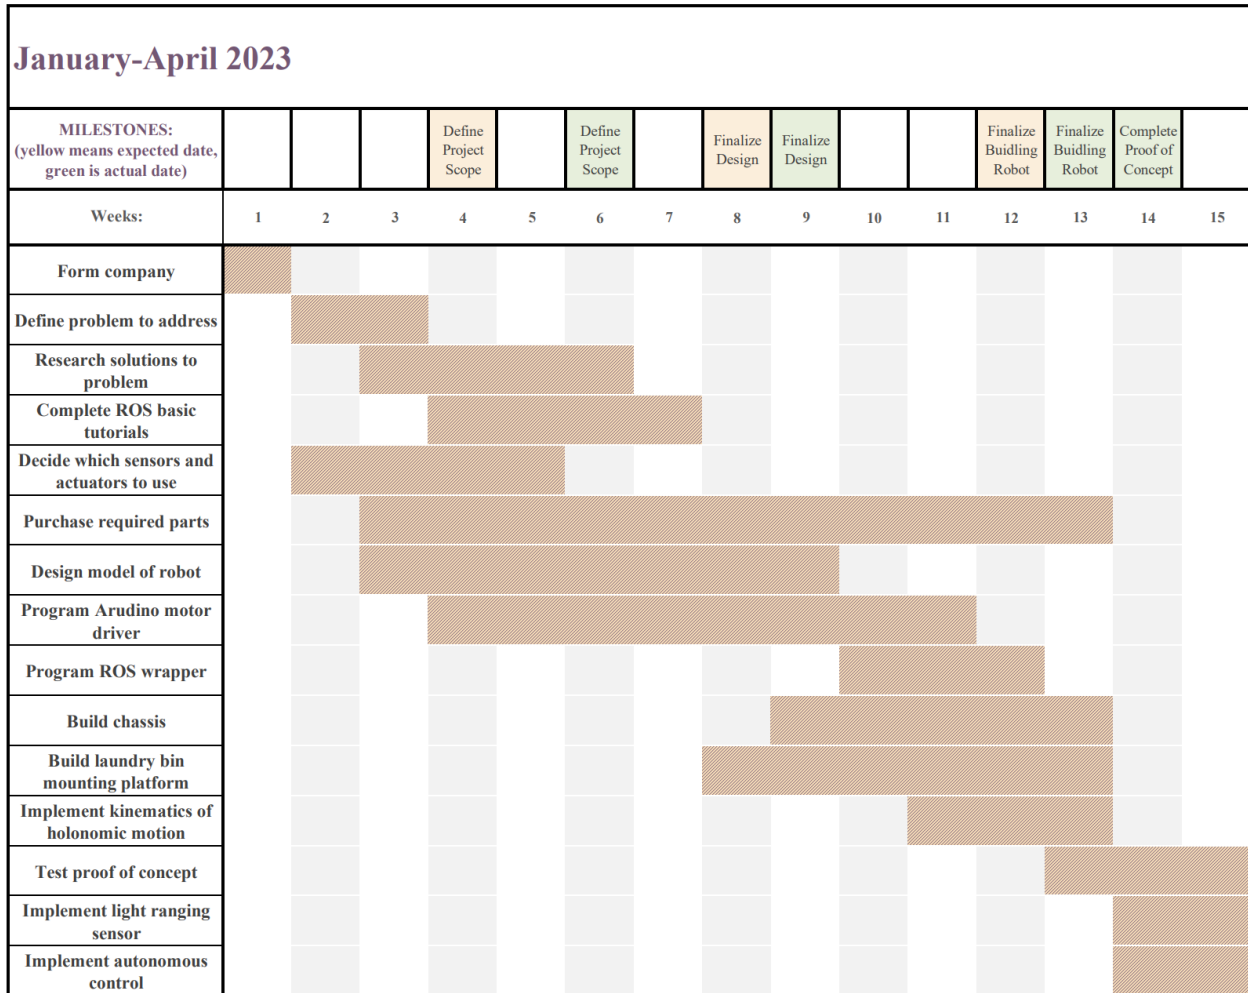 January-April 2023
MILESTONES:
(yellow means expected date,
green is actual date)
Define
Project
Scope
Define
Project
Scope
Finalize
Design
Finalize
Design
Finalize
Buidling
Robot
Finalize
Buidling
Robot
Complete
Proof of
Concept
Weeks: 1 2 3 4 5 6 7 8 9 10 11 12 13 14 15
Form company
Define problem to address
Research solutions to
problem
Complete ROS basic
tutorials
Decide which sensors and
actuators to use
Purchase required parts
Design model of robot
Program Arudino motor
driver
Program ROS wrapper
Build chassis
Build laundry bin
mounting platform
Implement kinematics of
holonomic motion
Test proof of concept
Implement light ranging
sensor
Implement autonomous
control